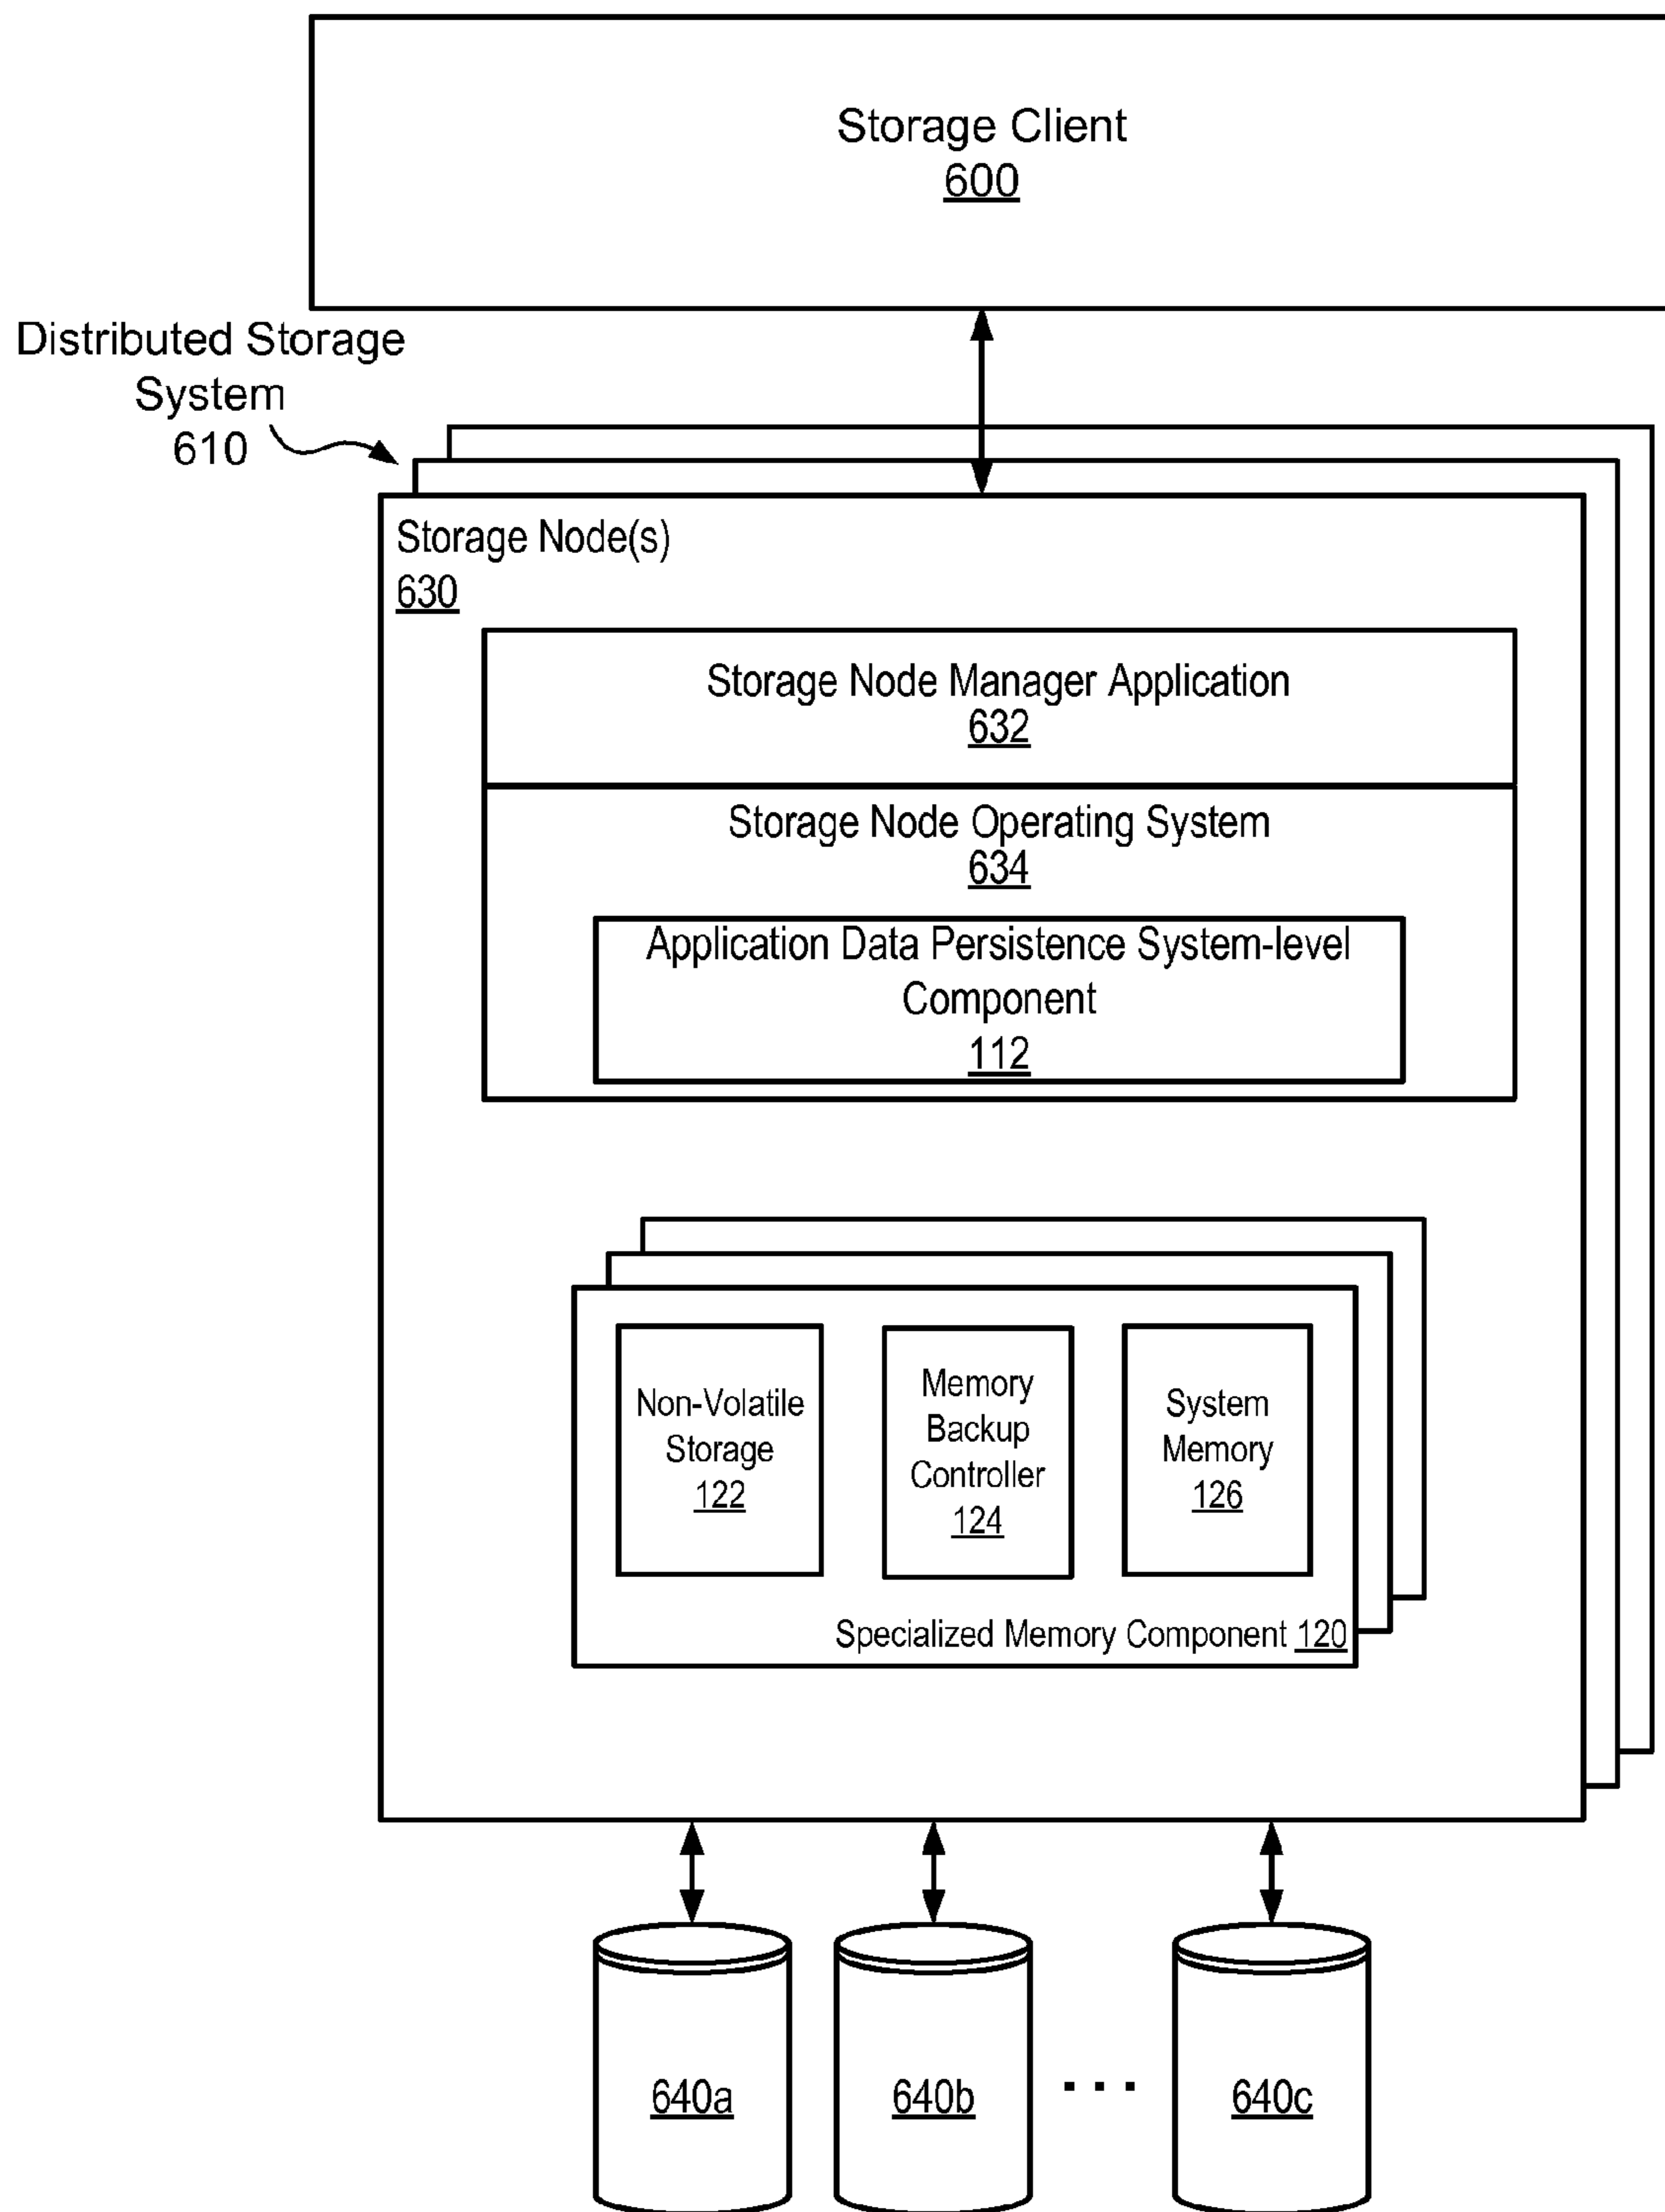 Storage Client
600
Distributed Storage
System
610
Storage Node(s)
630
Storage Node Manager Application
632
Storage Node Operating System
634
Application Data Persistence System-level
Component
112
Non-Volatile
Storage
122
Memory
Backup
Controller
124
System
Memory
126
Specialized Memory Component 120
640a
640b
. . .
640c